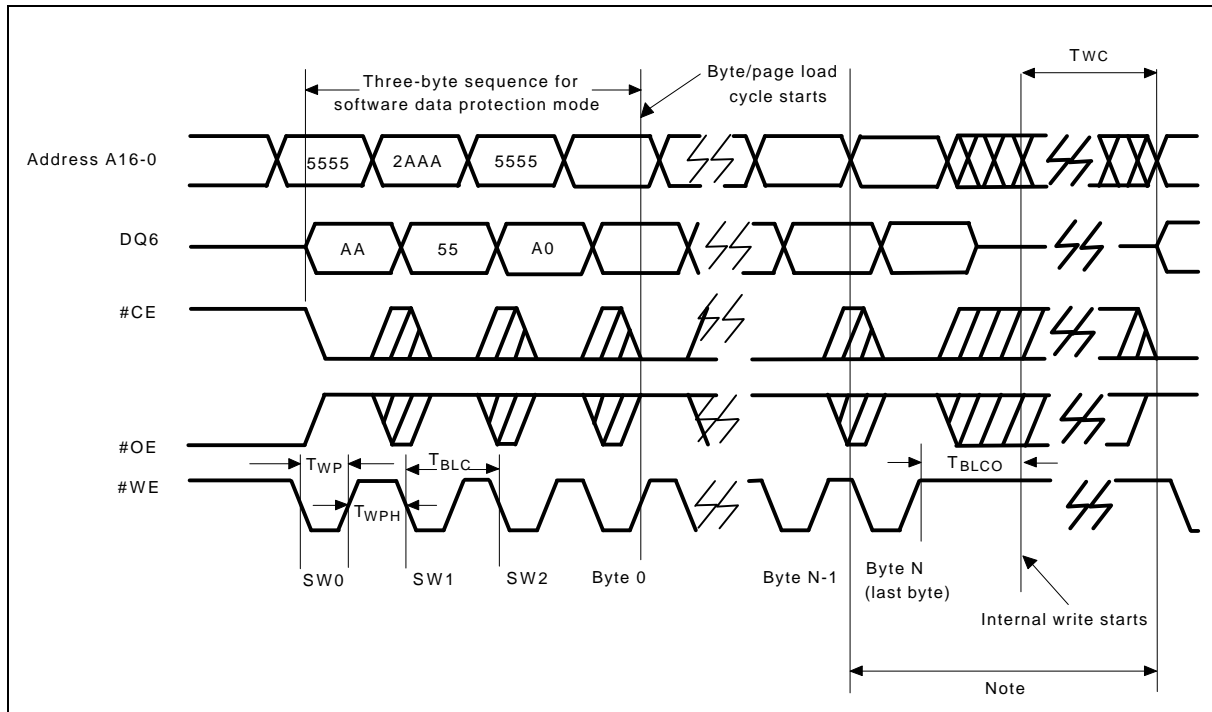 Three-byte sequence for
software data protection mode
Byte/page load
cycle starts
TWC
Address A16-0
5555
2AAA
5555
DQ6
AA
55
A0
#CE
#OE
TWP
TBLC
TBLCO
#WE
TWPH
SW0
SW1
SW2
Byte 0
Byte N-1
Byte N
(last byte)
Internal write starts
Note